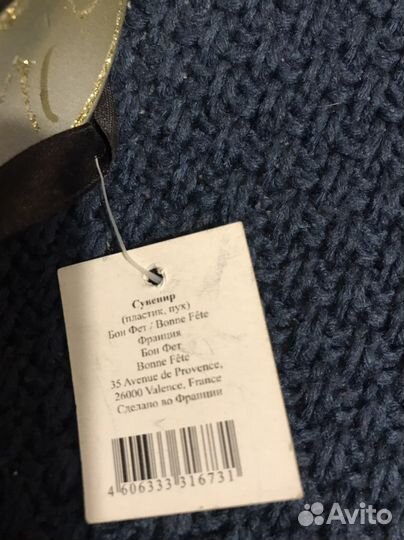 Сувенир
(пластик, пух)
Бон Фет / Bonne Fête
Франция
Бон Фет
Bonne Fête
35 Avenue de Provence,
26000 Valence, France
Сделано во Франции
4 606333 316731
Avito